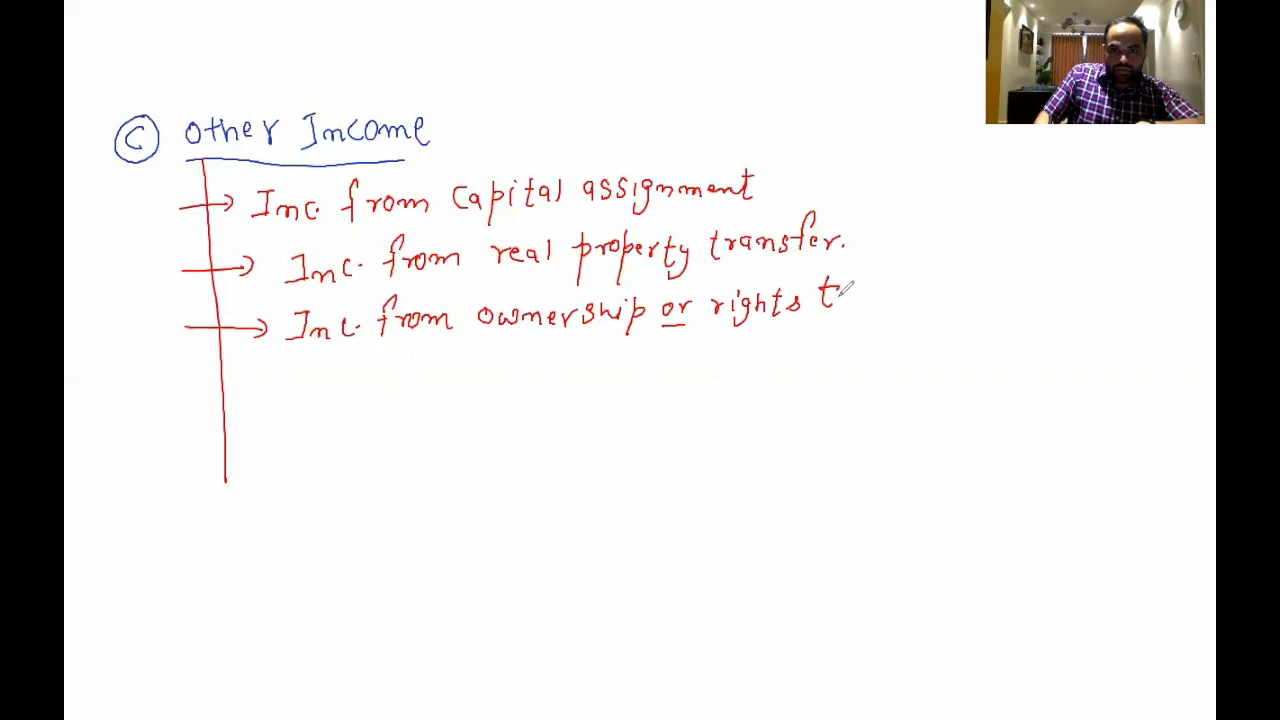 C Other Income
Inc. from capital assignment
Inc. from real property transfer.
Inc. from ownership or rights t